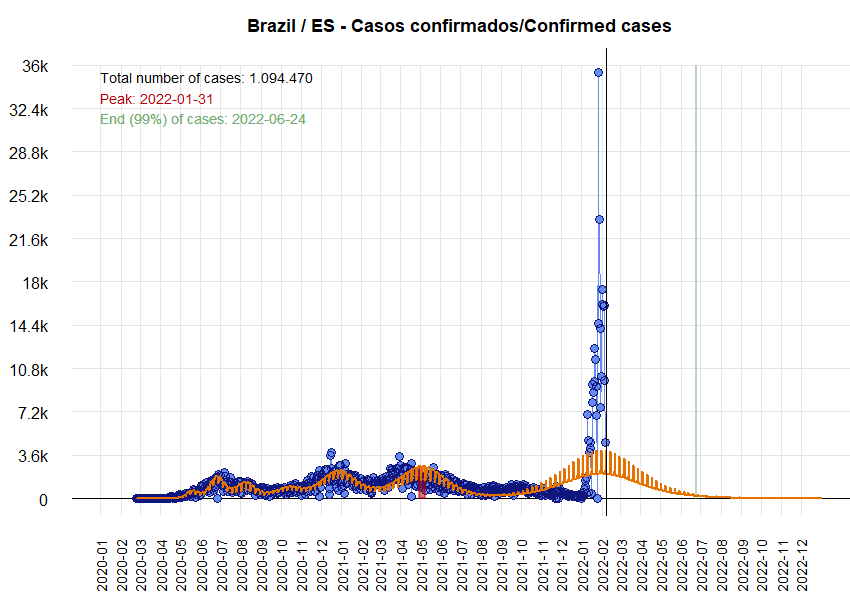 Brazil / ES - Casos confirmados/Confirmed cases
36k
32.4k
28.8k
25.2k
21.6k
18k
14.4k
10.8k
7.2k
3.6k
0
Total number of cases: 1.094.470
Peak: 2022-01-31
End (99%) of cases: 2022-06-24
2020-01
2020-02
2020-03
2020-04
2020-05
2020-06
2020-07
2020-08
2020-09
2020-10
2020-11
2020-12
2021-01
2021-02
2021-03
2021-04
2021-05
2021-06
2021-07
2021-08
2021-09
2021-10
2021-11
2021-12
2022-01
2022-02
2022-03
2022-04
2022-05
2022-06
2022-07
2022-08
2022-09
2022-10
2022-11
2022-12